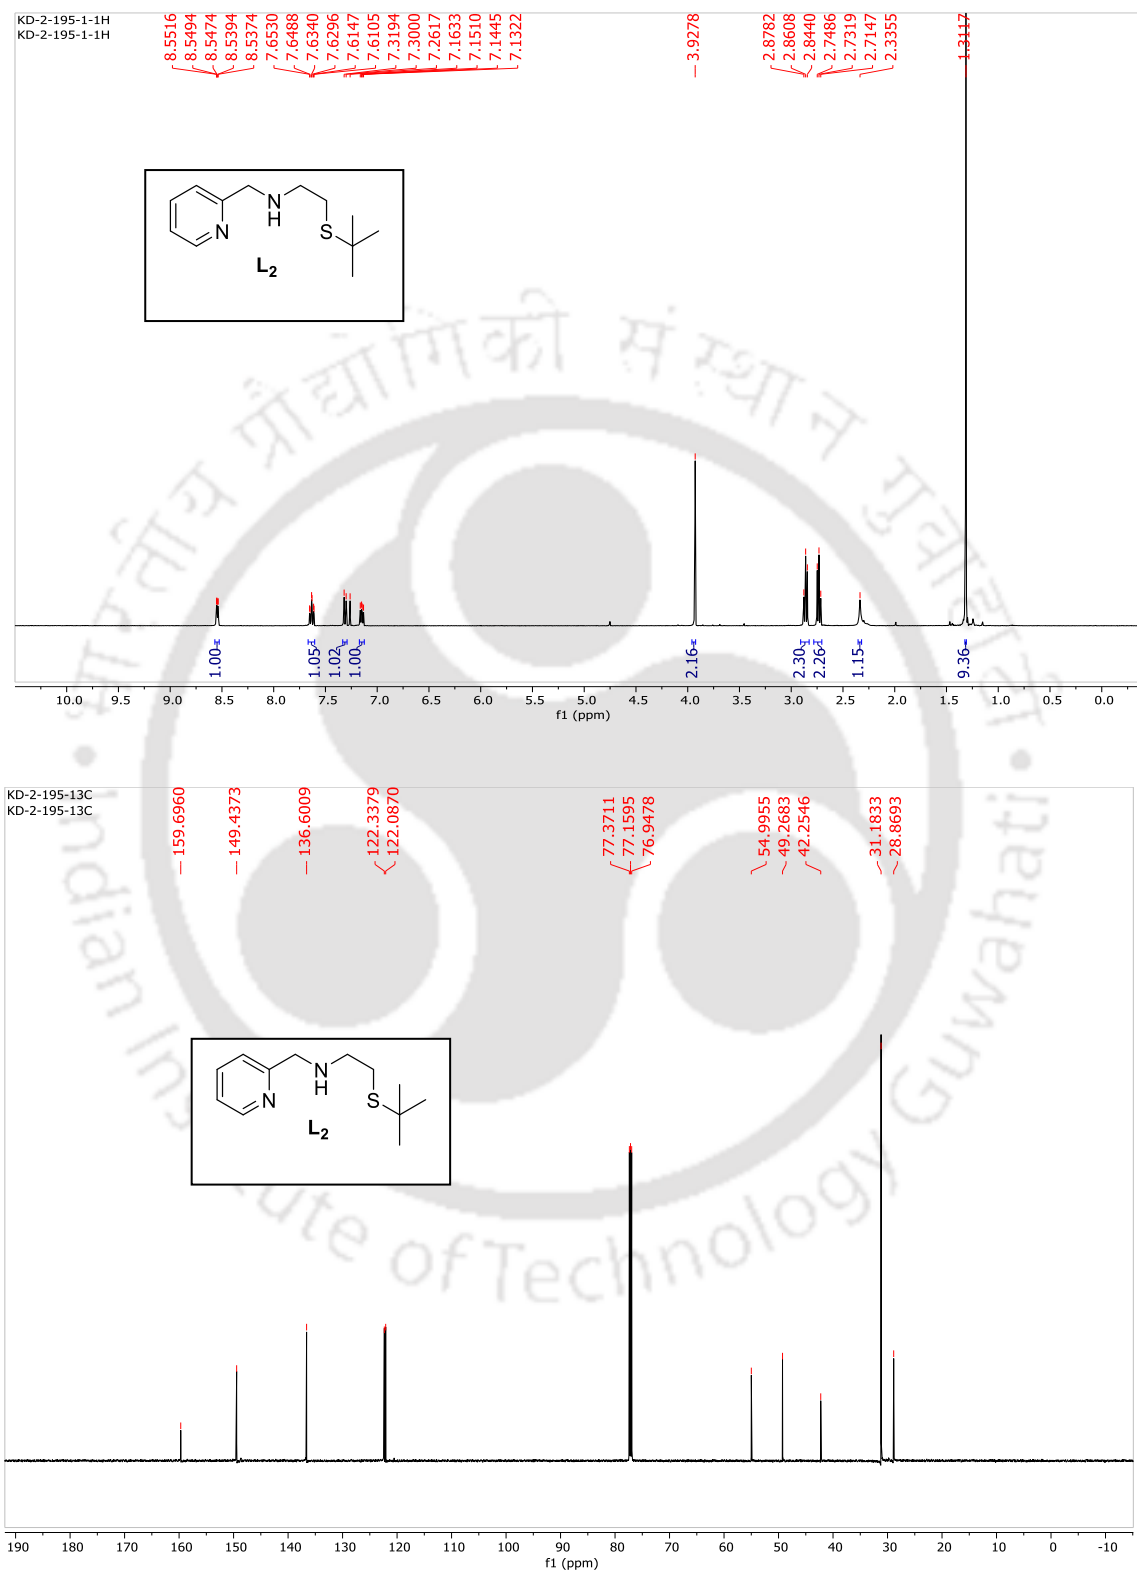 KD-2-195-1-1H
KD-2-195-1-1H
8.5516
8.5494
8.5474
8.5394
8.5374
7.6530
7.6488
7.6340
7.6296
7.6147
7.6105
7.3194
7.3000
7.2617
7.1633
7.1510
7.1445
7.1322
3.9278
2.8782
2.8608
2.8440
2.7486
2.7319
2.7147
2.3355
1.3117
N
H
N
S
L2
1.00
1.05
1.02
1.00
2.16
2.30
2.26
1.15
9.36
10.0 9.5 9.0 8.5 8.0 7.5 7.0 6.5 6.0 5.5 5.0 4.5 4.0 3.5 3.0 2.5 2.0 1.5 1.0 0.5 0.0
f1 (ppm)
KD-2-195-13C
KD-2-195-13C
159.6960
149.4373
136.6009
122.3379
122.0870
77.3711
77.1595
76.9478
54.9955
49.2683
42.2546
31.1833
28.8693
N
H
N
S
L2
190 180 170 160 150 140 130 120 110 100 90 80 70 60 50 40 30 20 10 0 -10
f1 (ppm)
भारतीय प्रौद्योगिकी संस्थान गुवाहाटी
Indian Institute of Technology Guwahati